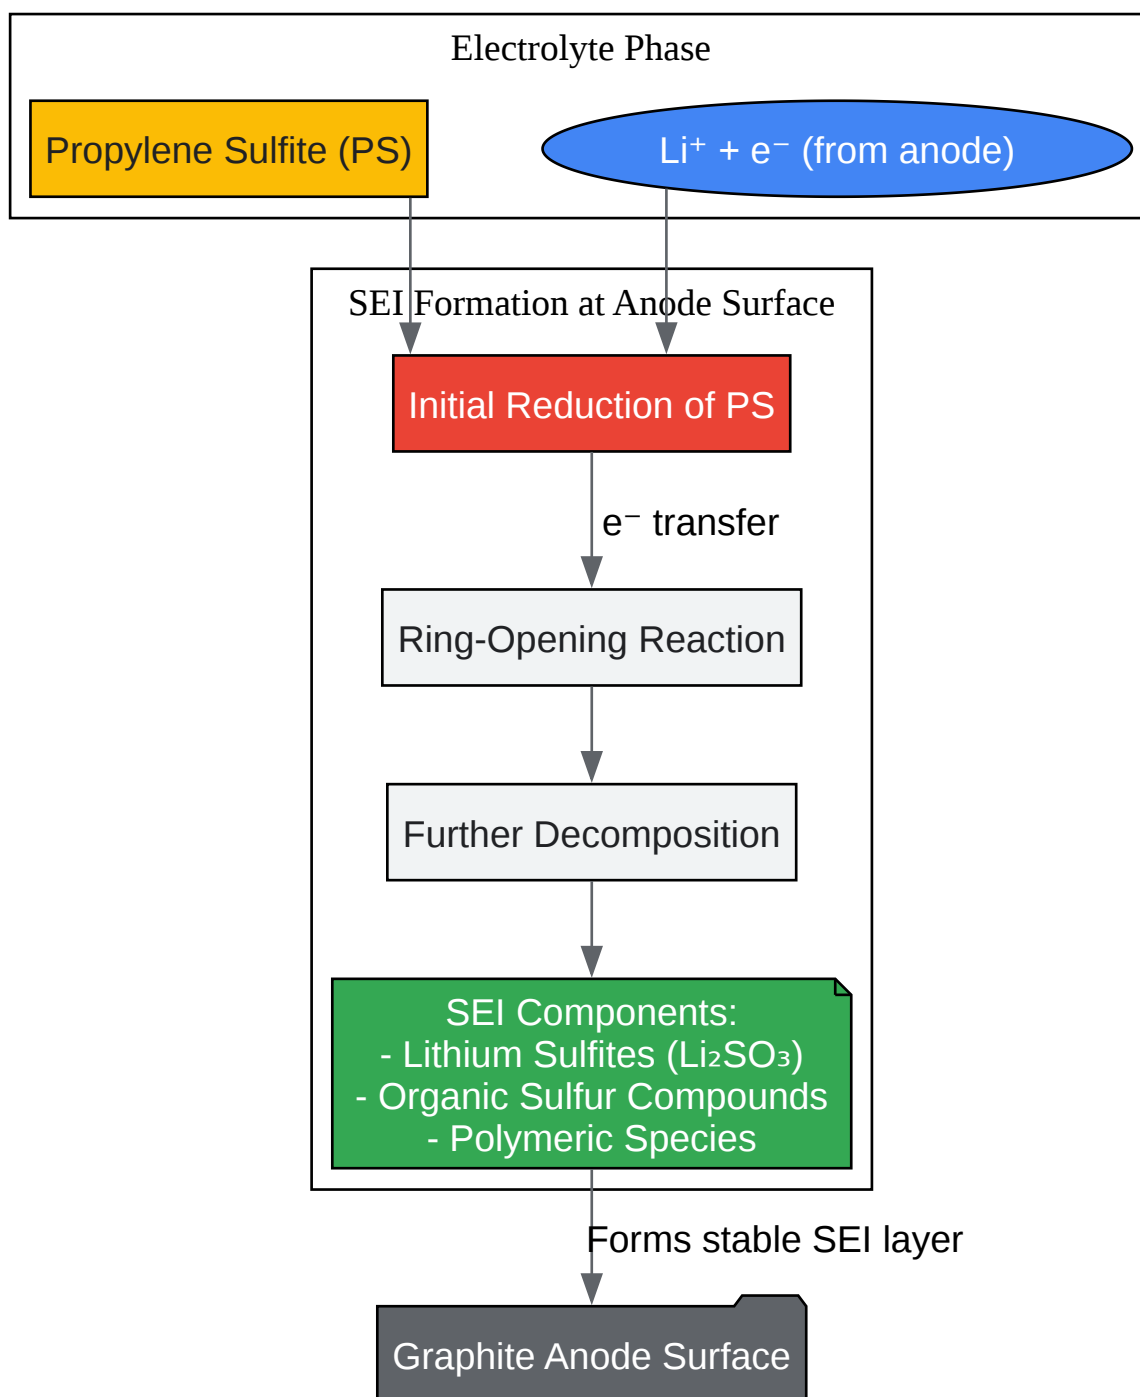 Electrolyte Phase
Propylene Sulfite (PS)
Li⁺ + e⁻ (from anode)
SEI Formation at Anode Surface
Initial Reduction of PS
e⁻ transfer
Ring-Opening Reaction
Further Decomposition
SEI Components:
- Lithium Sulfites (Li₂SO₃)
- Organic Sulfur Compounds
- Polymeric Species
Forms stable SEI layer
Graphite Anode Surface